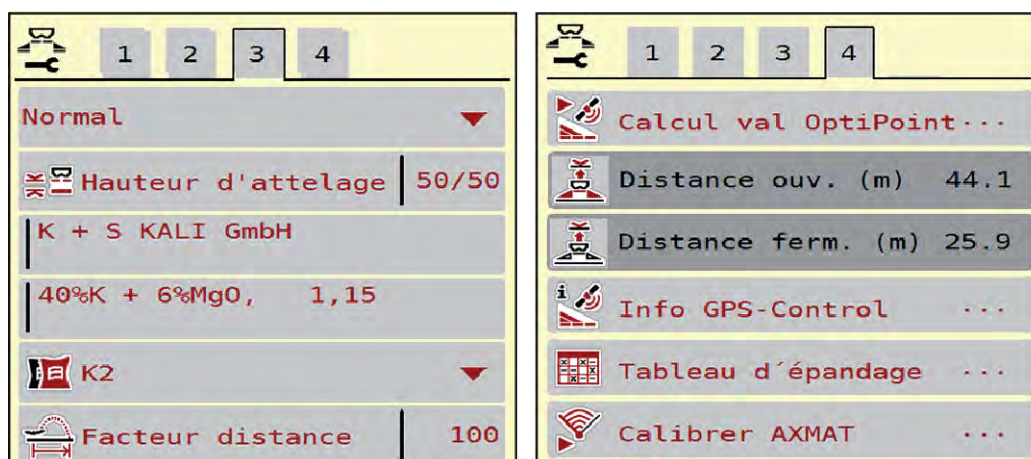 1 2 3 4
Normal
Hauteur d'attelage 50/50
K + S KALI GmbH
40%K + 6%MgO, 1,15
K2
Facteur distance 100
1 2 3 4
Calcul val OptiPoint...
Distance ouv. (m) 44.1
Distance ferm. (m) 25.9
i
Info GPS-Control ...
Tableau d´épandage ...
Calibrer AXMAT ...